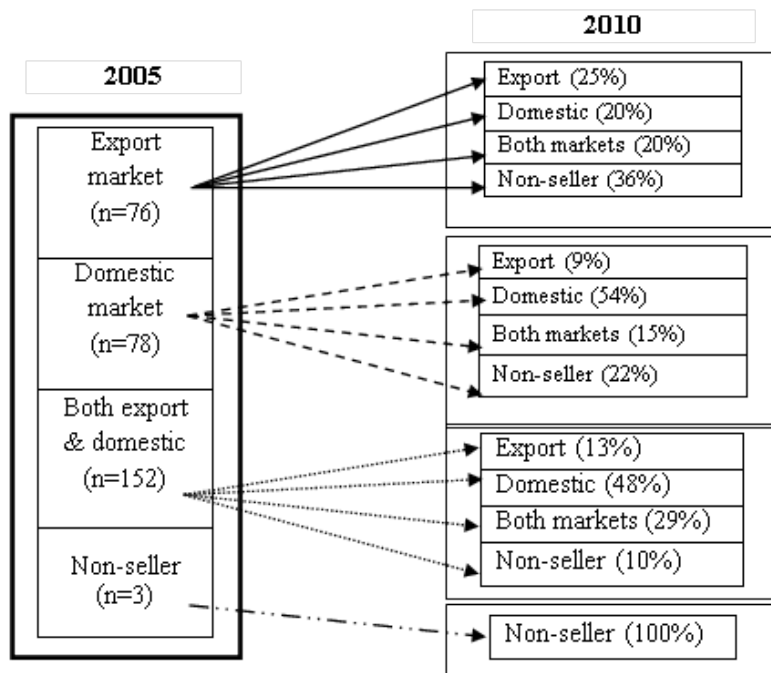 2005
Export
market
(n=76)
Domestic
market
(n=78)
Both export
& domestic
(n=152)
Non-seller
(n=3)
2010
Export (25%)
Domestic (20%)
Both markets (20%)
Non-seller (36%)
Export (9%)
Domestic (54%)
Both markets (15%)
Non-seller (22%)
Export (13%)
Domestic (48%)
Both markets (29%)
Non-seller (10%)
Non-seller (100%)